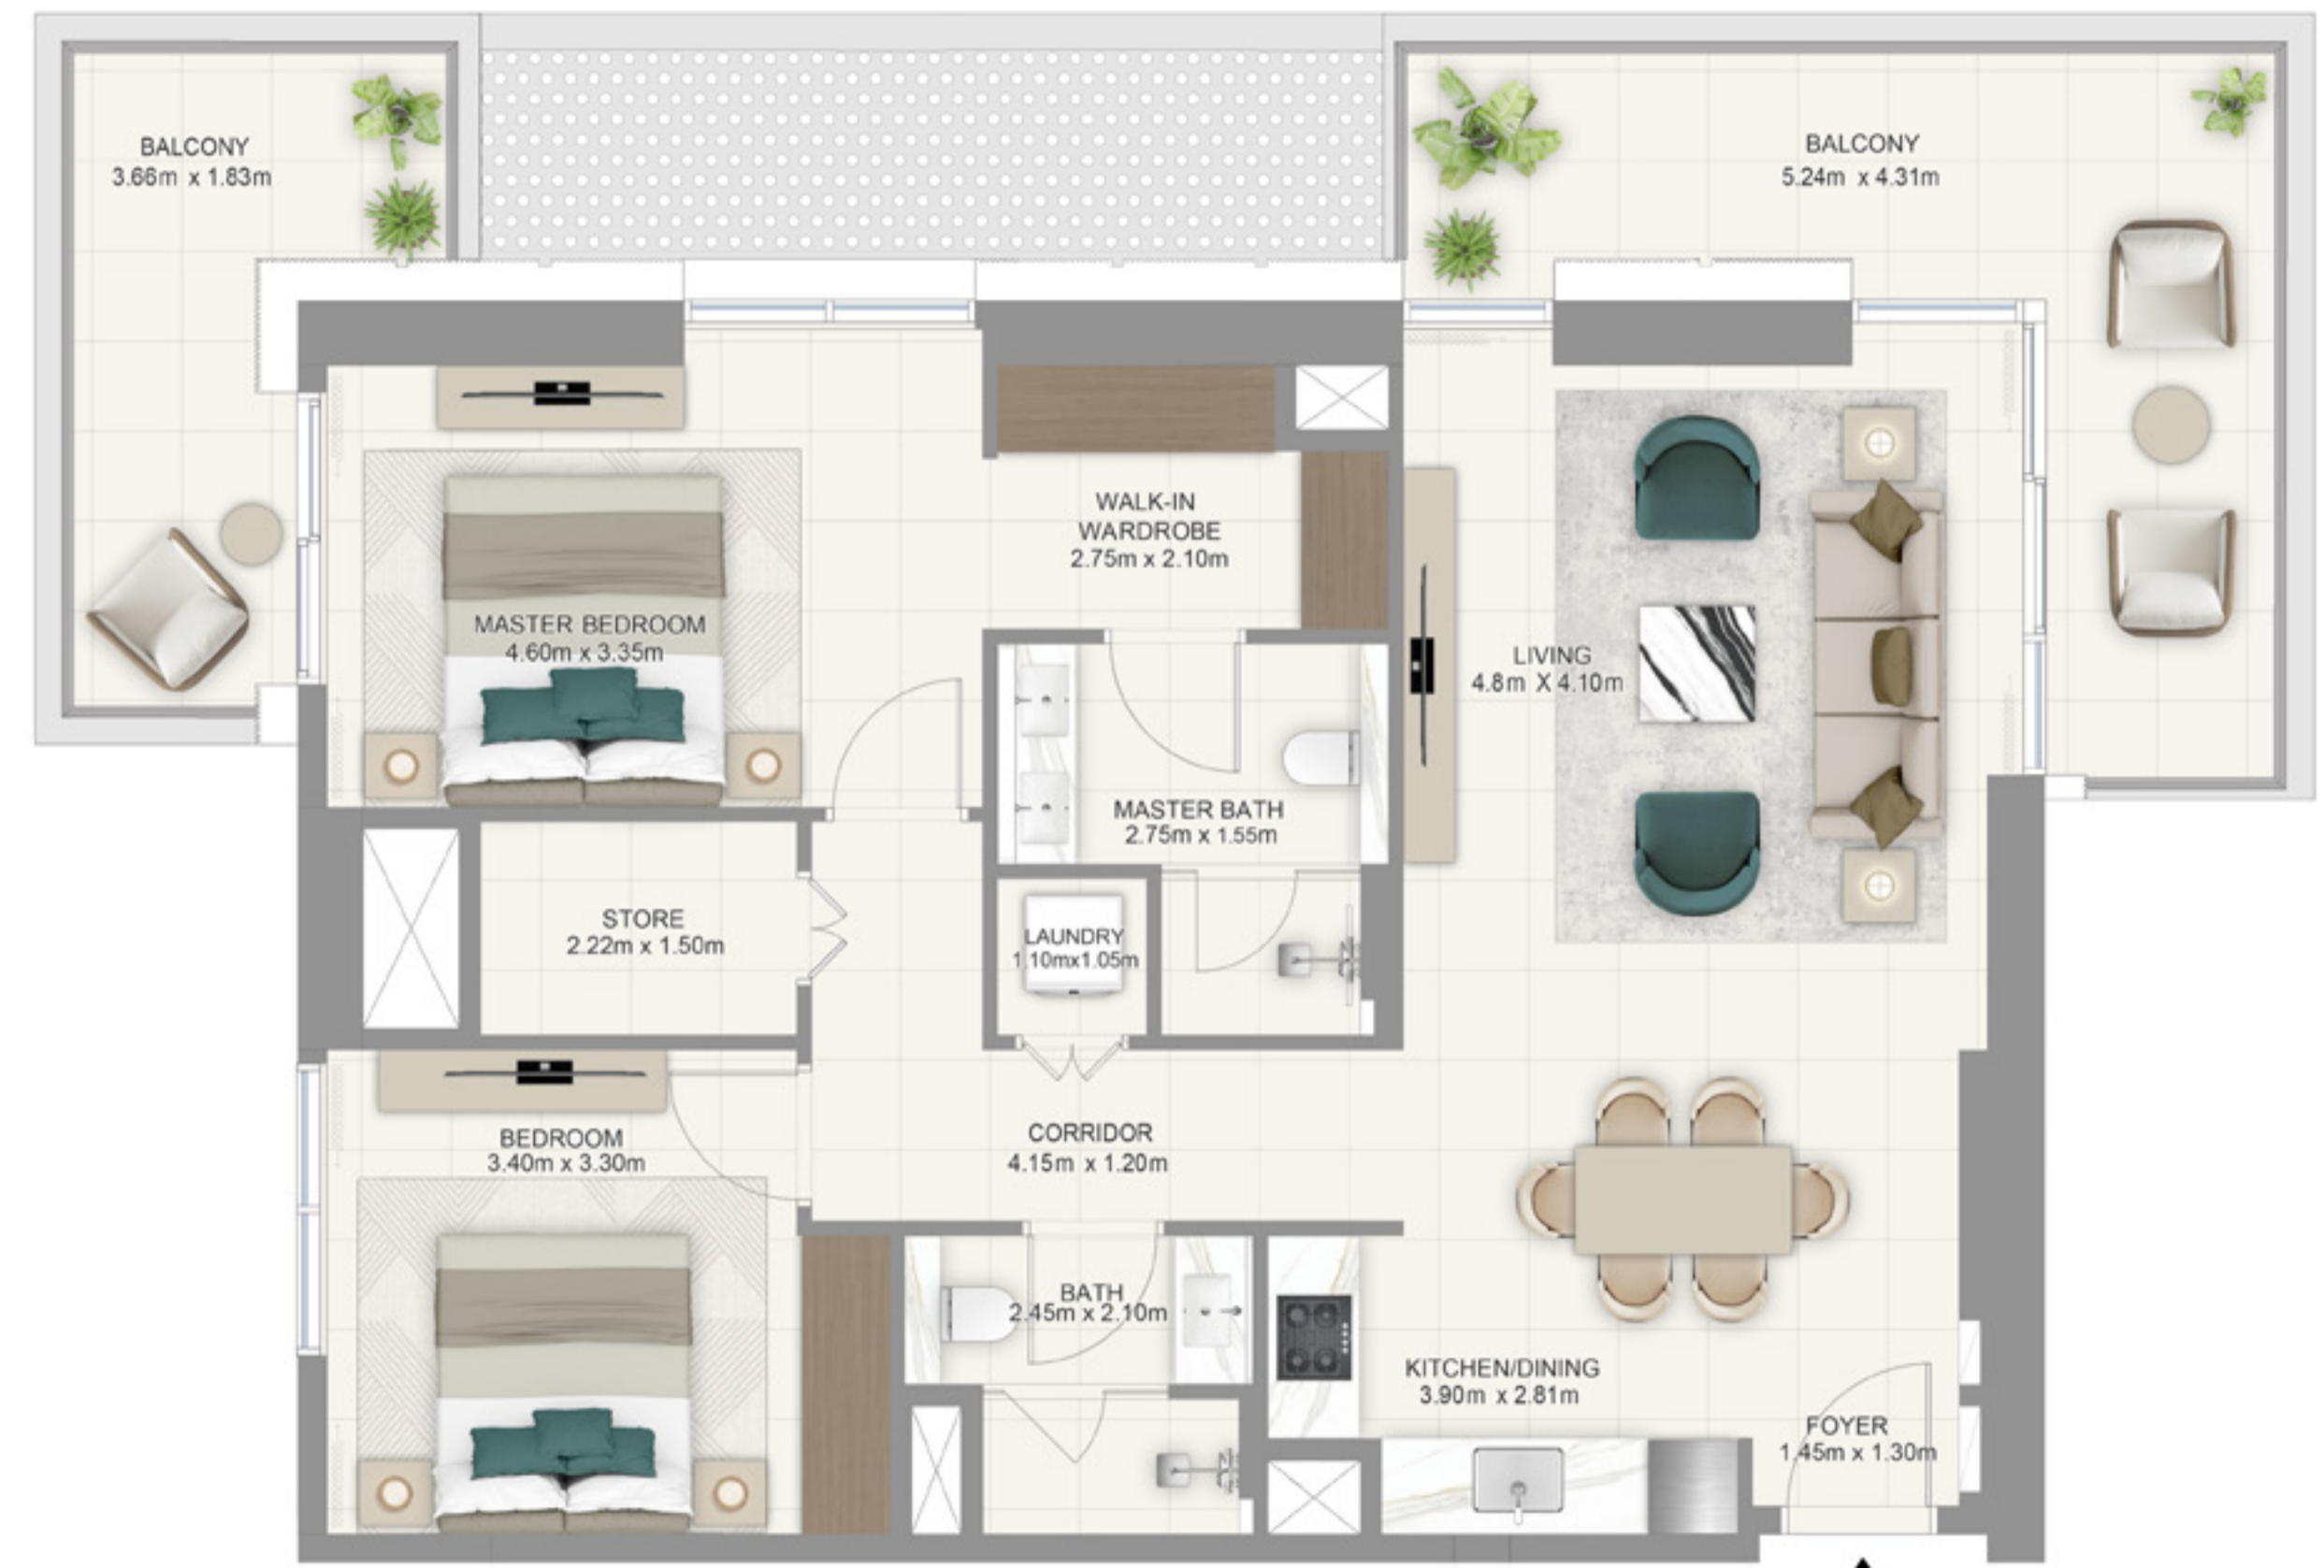 BALCONY
3.66m x 1.83m
BALCONY
5.24m x 4.31m
WALK-IN
WARDROBE
2.75m x 2.10m
MASTER BEDROOM
4.60m x 3.35m
LIVING
4.8m X 4.10m
MASTER BATH
2.75m x 1.55m
STORE
2.22m x 1.50m
LAUNDRY
1.10mx1.05m
BEDROOM
3.40m x 3.30m
CORRIDOR
4.15m x 1.20m
BATH
2.45m x 2.10m
KITCHEN/DINING
3.90m x 2.81m
FOYER
1.45m x 1.30m